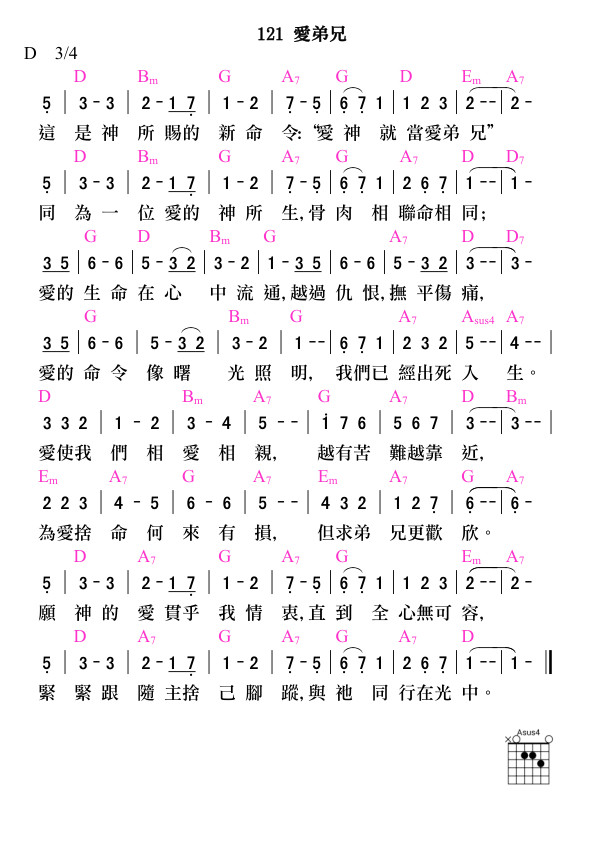 121 愛弟兄
D 3/4
D Bm G A7 G D Em A7
5̣ | 3 - 3 | 2 - 1 7̣ | 1 - 2 | 7̣ - 5̣ | 6̣ 7̣ 1 | 1 2 3 | 2 - - | 2 -
這 是 神 所 賜的 新 命 令:“愛 神 就 當愛弟 兄”
D Bm G A7 G A7 D D7
5̣ | 3 - 3 | 2 - 1 7̣ | 1 - 2 | 7̣ - 5̣ | 6̣ 7̣ 1 | 2 6̣ 7̣ | 1 - - | 1 -
同 為 一 位 愛的 神 所 生,骨 肉 相 聯命相 同;
G D Bm G A7 D D7
3 5 | 6 - 6 | 5 - 3 2 | 3 - 2 | 1 - 3 5 | 6 - 6 | 5 - 3 2 | 3 - - | 3 -
愛的 生 命 在 心 中 流 通,越過 仇 恨,撫 平傷 痛,
G Bm G A7 Asus4 A7
3 5 | 6 - 6 | 5 - 3 2 | 3 - 2 | 1 - - | 6̣ 7̣ 1 | 2 3 2 | 5 - - | 4 - - |
愛的 命 令 像 曙 光 照 明, 我們已 經出死 入 生。
D Bm A7 G A7 D Bm
3 3 2 | 1 - 2 | 3 - 4 | 5 - - | 1̇ 7 6 | 5 6 7 | 3 - - | 3 - - |
愛使我 們 相 愛 相 親, 越有苦 難越靠 近,
Em A7 G A7 Em A7 G A7
2 2 3 | 4 - 5 | 6 - 6 | 5 - - | 4 3 2 | 1 2 7̣ | 6̣ - - | 6̣ -
為愛捨 命 何 來 有 損, 但求弟 兄更歡 欣。
D A7 G A7 G Em A7
5̣ | 3 - 3 | 2 - 1 7̣ | 1 - 2 | 7̣ - 5̣ | 6̣ 7̣ 1 | 1 2 3 | 2 - - | 2 -
願 神 的 愛 貫乎 我 情 衷,直 到 全 心無可 容,
D A7 G A7 G A7 D
5̣ | 3 - 3 | 2 - 1 7̣ | 1 - 2 | 7̣ - 5̣ | 6̣ 7̣ 1 | 2 6̣ 7̣ | 1 - - | 1 - ‖
緊 緊 跟 隨 主捨 己 腳 蹤,與 祂 同 行在光 中。
Asus4